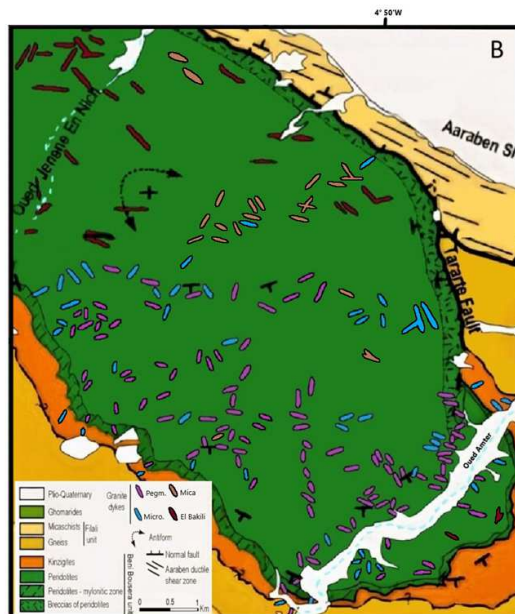 4° 50'W
B
Oued Jenane En Nich
Aaraben Sh
Tararte Fault
Oued Amter
Plio-Quaternary
Ghomarides
Micaschists
Gneiss
Filali unit
Kinzigites
Peridotites
Peridotites - mylonitic zone
Breccias of peridotites
Beni Bousera unit
Granite dykes
Pegm.
Mica
Micro.
El Bakili
Antiform
Normal fault
Aaraben ductile shear zone
0 0.5 1
Km